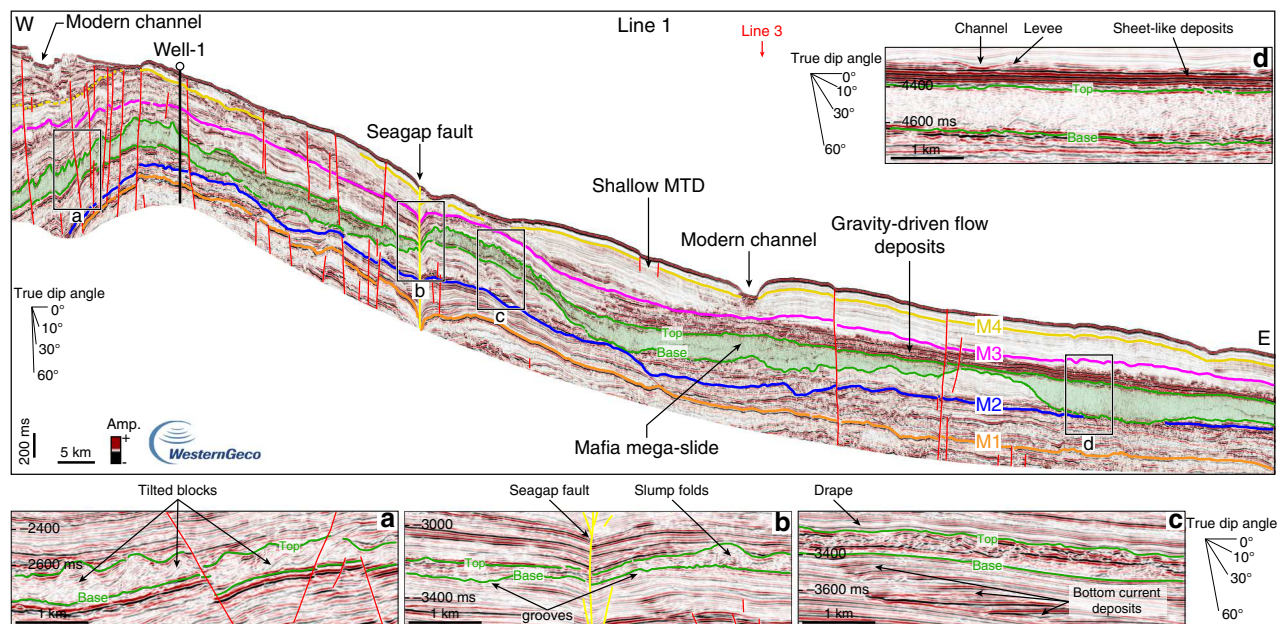 W
Modern channel
Well-1
Line 1
Line 3
True dip angle
0°
10°
30°
60°
Channel
Levee
Sheet-like deposits
d
-4400
Top
-4600 ms
Base
1 km
Seagap fault
Shallow MTD
Modern channel
Gravity-driven flow
deposits
a
b
c
True dip angle
0°
10°
30°
60°
Top
Base
M4
M3
M2
M1
E
d
Mafia mega-slide
200 ms
5 km
Amp.
+
-
WesternGeco
Tilted blocks
a
-2400
Top
-2600 ms
Base
1 km
Seagap fault
Slump folds
b
-3000
Top
Base
-3400 ms
grooves
1 km
Drape
c
Top
-3400
Base
-3600 ms
Bottom current
deposits
1 km
True dip angle
0°
10°
30°
60°